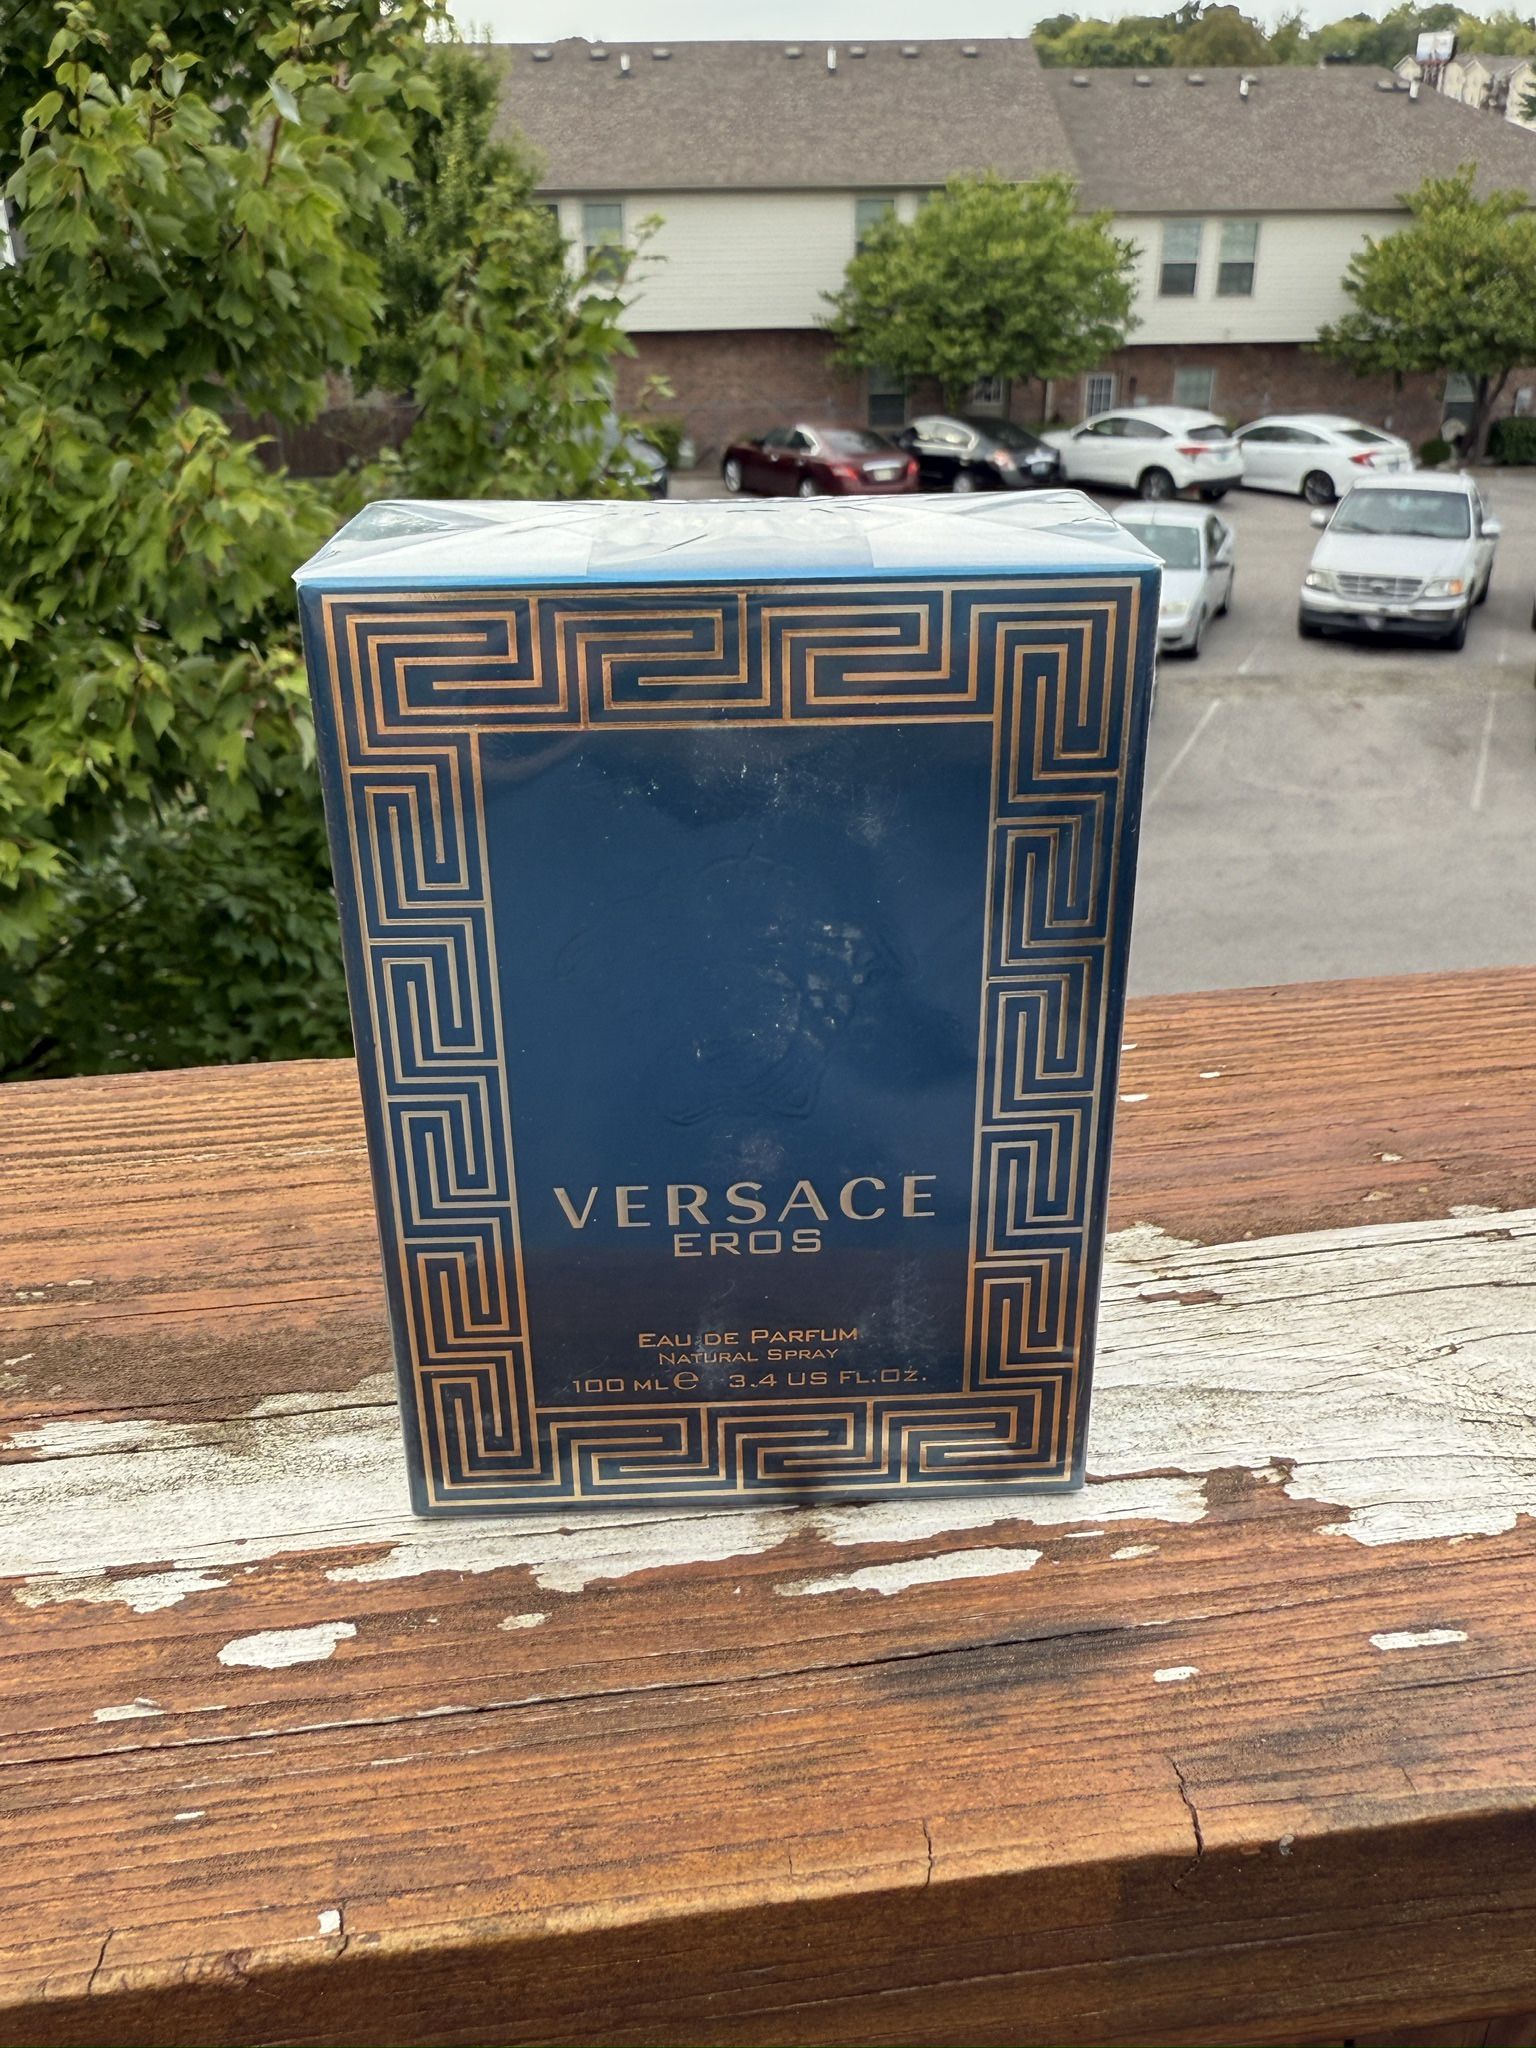 VERSACE
EROS
EAU DE PARFUM
NATURAL SPRAY
100 ML e 3.4 US FL.OZ.